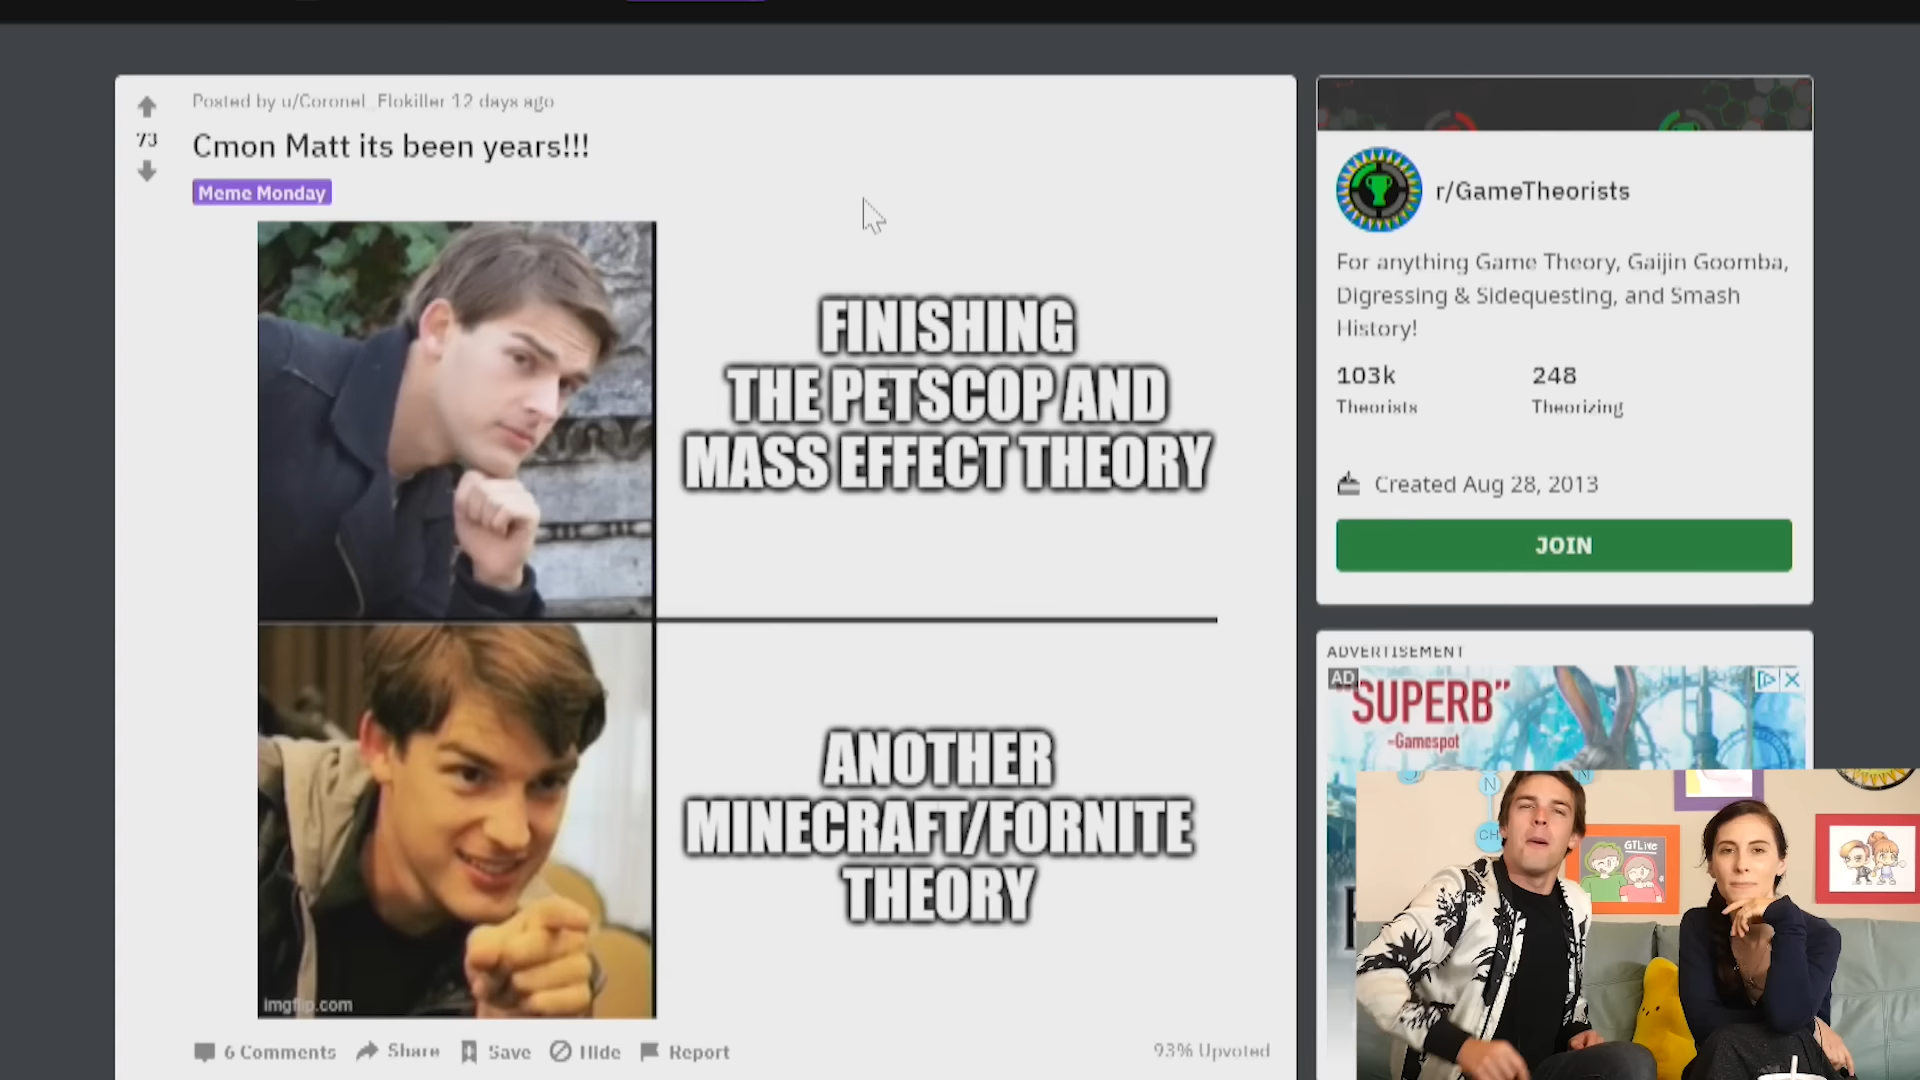 Posted by u/Coronel_Flokiller 12 days ago
73
Cmon Matt its been years!!!
Meme Monday
FINISHING
THE PETSCOP AND
MASS EFFECT THEORY
ANOTHER
MINECRAFT/FORNITE
THEORY
imgflip.com
6 Comments
Share
Save
Hide
Report
93% Upvoted
r/GameTheorists
For anything Game Theory, Gaijin Goomba,
Digressing & Sidequesting, and Smash
History!
103k
248
Theorists
Theorizing
Created Aug 28, 2013
JOIN
ADVERTISEMENT
AD
"SUPERB"
-Gamespot
N
N
CH
GTLive